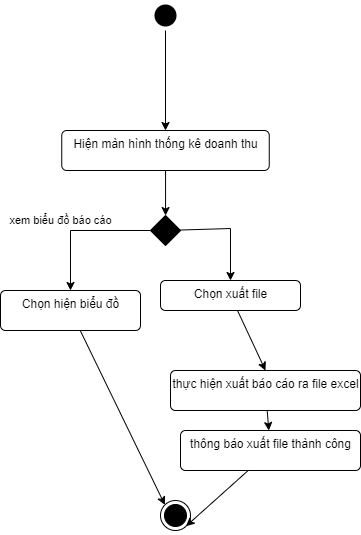 Hiện màn hình thống kê doanh thu
xem biểu đồ báo cáo
Chọn hiện biểu đồ
Chọn xuất file
thực hiện xuất báo cáo ra file excel
thông báo xuất file thành công